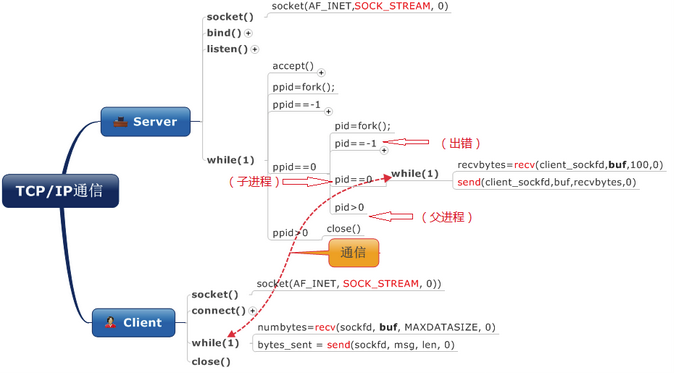 TCP/IP通信
Server
socket()
socket(AF_INET,SOCK_STREAM, 0)
bind()
listen()
while(1)
accept()
ppid=fork();
ppid==-1
ppid==0
pid=fork();
pid==-1
（出错）
（子进程）
pid==0
while(1)
recvbytes=recv(client_sockfd,buf,100,0)
send(client_sockfd,buf,recvbytes,0)
pid>0
（父进程）
ppid>0
close()
通信
Client
socket()
socket(AF_INET, SOCK_STREAM, 0))
connect()
while(1)
numbytes=recv(sockfd, buf, MAXDATASIZE, 0)
bytes_sent = send(sockfd, msg, len, 0)
close()